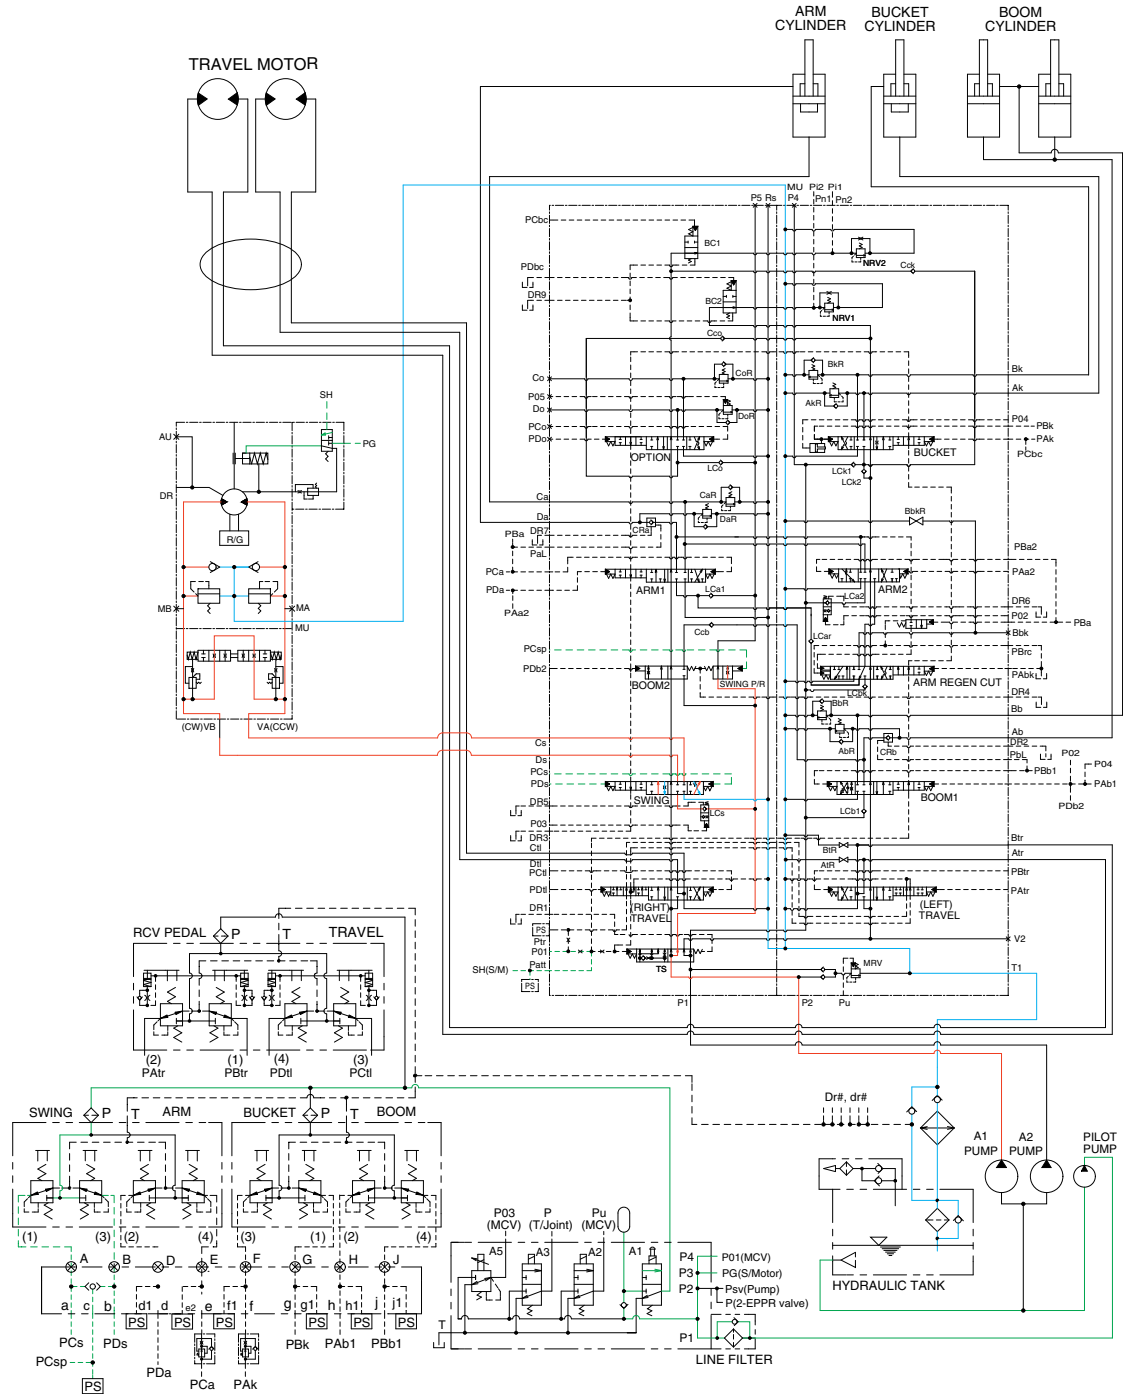 ARM
CYLINDER
BUCKET
CYLINDER
BOOM
CYLINDER
TRAVEL MOTOR
MU Pi2 Pi1
P5 Rs P4 Pn1 Pn2
PCbc
BC1
NRV2
Cck
PDbc
DR9
BC2
NRV1
Cco
Co
CoR
BkR
Bk
AkR
Ak
P05
Do
DoR
P04
PCo
PBk
PDo
PAk
OPTION
BUCKET
PCbc
LCo
LCk1
LCk2
SH
AU
PG
DR
R/G
MB
MA
MU
(CW)VB
VA(CCW)
Ca
CaR
Da
DaR
BbkR
DR7
CRa
PBa
PaL
PBa2
PCa
PAa2
ARM1
ARM2
PDa
LCa1
LCa2
PAa2
DR6
P02
PBa
Ccb
LCar
Bbk
PCsp
PBrc
PDb2
PAbk
BOOM2
SWING P/R
ARM REGEN CUT
LCbk
DR4
BbR
Bb
AbR
Ab
CRb
DR2
Cs
Ds
PbL
P02
P04
PCs
PBb1
PDs
PAb1
SWING
BOOM1
PDb2
DR5
LCs
LCb1
P03
DR3
Btr
Ctl
BtR
Dtl
AtR
Atr
PCtl
PBtr
PDtl
PAtr
(RIGHT)
TRAVEL
(LEFT)
TRAVEL
DR1
PS
Ptr
V2
P01
Patt
SH(S/M)
TS
MRV
T1
PS
P1
P2
Pu
RCV PEDAL
P
T
TRAVEL
(2)
PAtr
(1)
PBtr
(4)
PDtl
(3)
PCtl
SWING
P
T
ARM
BUCKET
P
T
BOOM
(1)
(3)
(2)
(4)
(3)
(1)
(2)
(4)
A
B
D
E
F
G
H
J
a
c
b
d1
d
e2
e
f1
f
g
g1
h
h1
j
j1
PS
PS
PS
PS
PS
PS
PCs
PDs
PBk
PAb1
PBb1
PCsp
PDa
PS
PCa
PAk
Dr#, dr#
A1
PUMP
A2
PUMP
PILOT
PUMP
HYDRAULIC TANK
P03
(MCV)
P
(T/Joint)
Pu
(MCV)
A5
A3
A2
A1
P4
P01(MCV)
P3
PG(S/Motor)
P2
Psv(Pump)
P(2-EPPR valve)
T
P1
LINE FILTER